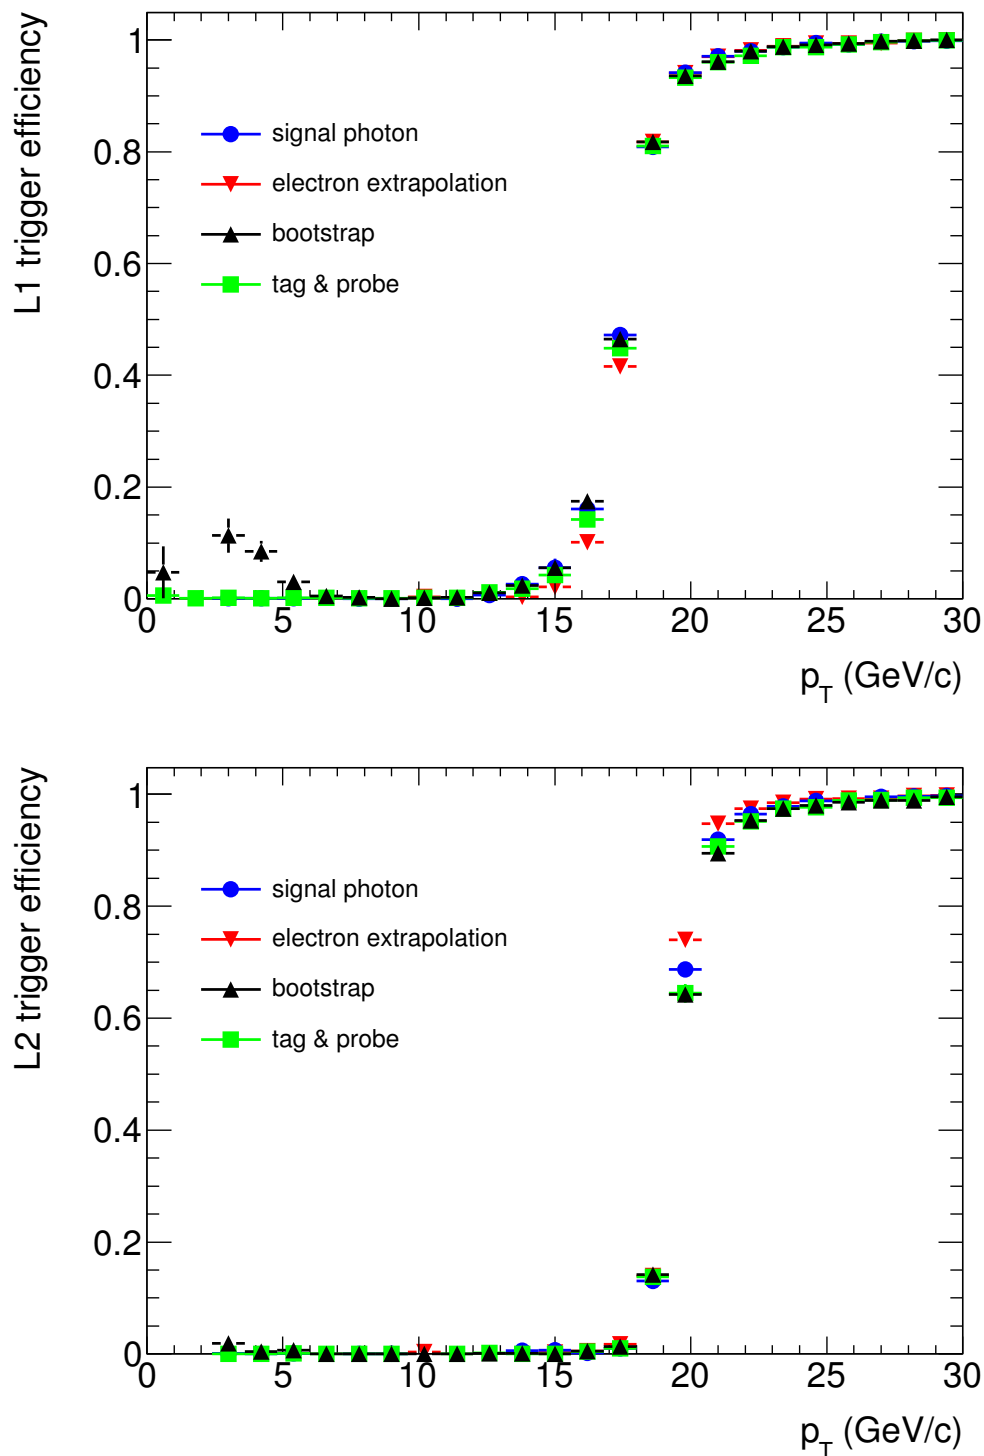 L1 trigger efficiency
1
0.8
0.6
0.4
0.2
0
signal photon
electron extrapolation
bootstrap
tag & probe
0 5 10 15 20 25 30
p_T (GeV/c)
L2 trigger efficiency
1
0.8
0.6
0.4
0.2
0
signal photon
electron extrapolation
bootstrap
tag & probe
0 5 10 15 20 25 30
p_T (GeV/c)